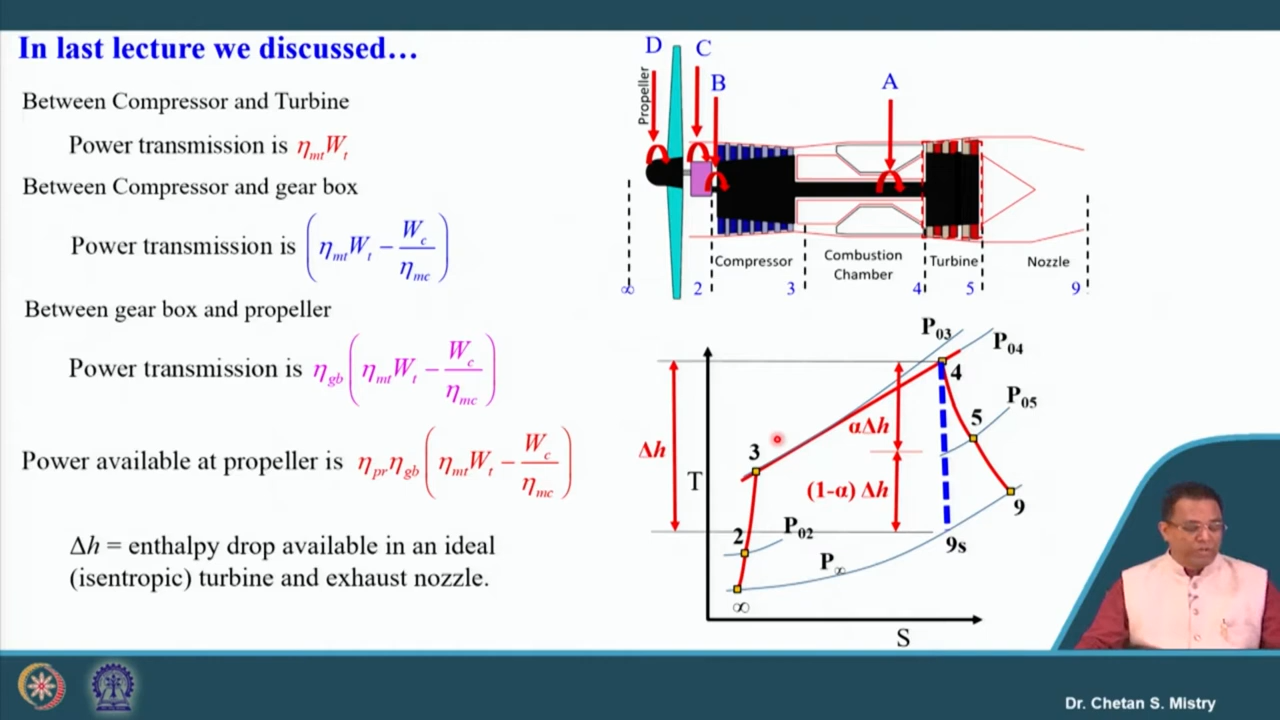 In last lecture we discussed…
Between Compressor and Turbine
Power transmission is η_mt W_t
Between Compressor and gear box
Power transmission is (η_mt W_t − W_c/η_mc)
Between gear box and propeller
Power transmission is η_gb (η_mt W_t − W_c/η_mc)
Power available at propeller is η_pr η_gb (η_mt W_t − W_c/η_mc)
Δh = enthalpy drop available in an ideal
(isentropic) turbine and exhaust nozzle.
D
C
B
A
Propeller
Compressor
Combustion
Chamber
Turbine
Nozzle
∞
2
3
4
5
9
P03
P04
4
P05
5
αΔh
Δh
3
T
(1-α) Δh
9
2
P02
9s
P∞
∞
S
Dr. Chetan S. Mistry